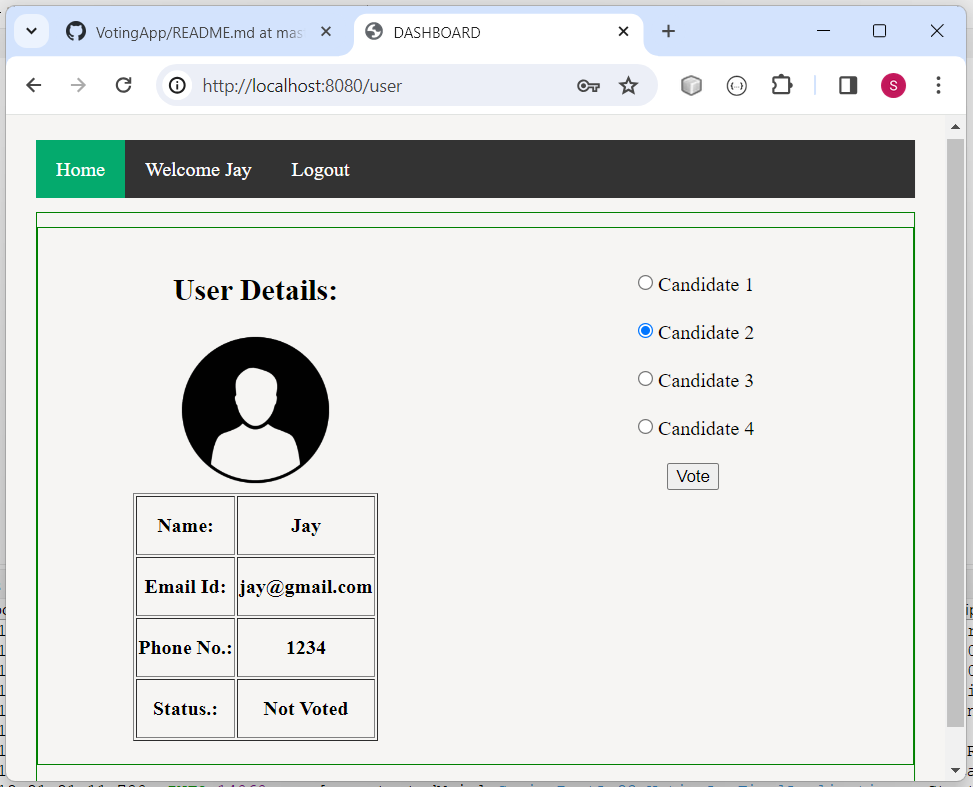 VotingApp/README.md at mas
DASHBOARD
http://localhost:8080/user
S
Home Welcome Jay Logout
User Details:
Name: Jay
Email Id: jay@gmail.com
Phone No.: 1234
Status.: Not Voted
Candidate 1
Candidate 2
Candidate 3
Candidate 4
Vote